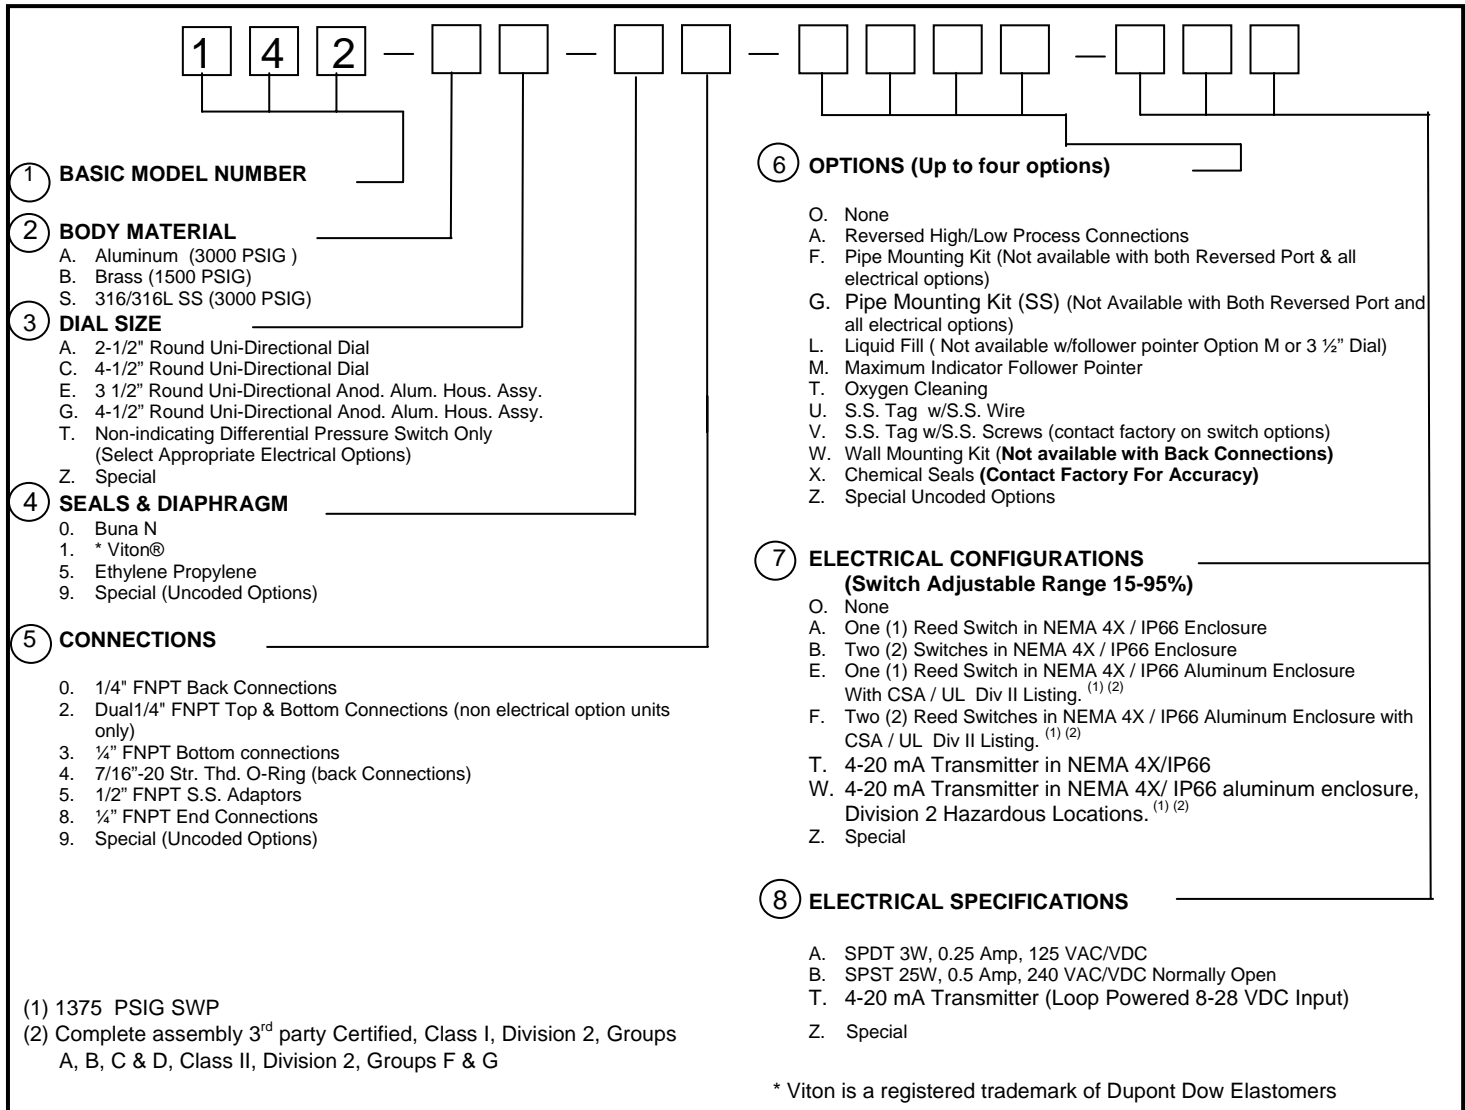 1 4 2 — — — —
1 BASIC MODEL NUMBER
2 BODY MATERIAL
A. Aluminum (3000 PSIG )
B. Brass (1500 PSIG)
S. 316/316L SS (3000 PSIG)
3 DIAL SIZE
A. 2-1/2" Round Uni-Directional Dial
C. 4-1/2” Round Uni-Directional Dial
E. 3 1/2” Round Uni-Directional Anod. Alum. Hous. Assy.
G. 4-1/2” Round Uni-Directional Anod. Alum. Hous. Assy.
T. Non-indicating Differential Pressure Switch Only
(Select Appropriate Electrical Options)
Z. Special
4 SEALS & DIAPHRAGM
0. Buna N
1. * Viton®
5. Ethylene Propylene
9. Special (Uncoded Options)
5 CONNECTIONS
0. 1/4" FNPT Back Connections
2. Dual1/4" FNPT Top & Bottom Connections (non electrical option units
only)
3. ¼” FNPT Bottom connections
4. 7/16”-20 Str. Thd. O-Ring (back Connections)
5. 1/2” FNPT S.S. Adaptors
8. ¼” FNPT End Connections
9. Special (Uncoded Options)
(1) 1375 PSIG SWP
(2) Complete assembly 3rd party Certified, Class I, Division 2, Groups
A, B, C & D, Class II, Division 2, Groups F & G
6 OPTIONS (Up to four options)
O. None
A. Reversed High/Low Process Connections
F. Pipe Mounting Kit (Not available with both Reversed Port & all
electrical options)
G. Pipe Mounting Kit (SS) (Not Available with Both Reversed Port and
all electrical options)
L. Liquid Fill ( Not available w/follower pointer Option M or 3 ½” Dial)
M. Maximum Indicator Follower Pointer
T. Oxygen Cleaning
U. S.S. Tag w/S.S. Wire
V. S.S. Tag w/S.S. Screws (contact factory on switch options)
W. Wall Mounting Kit (Not available with Back Connections)
X. Chemical Seals (Contact Factory For Accuracy)
Z. Special Uncoded Options
7 ELECTRICAL CONFIGURATIONS
(Switch Adjustable Range 15-95%)
O. None
A. One (1) Reed Switch in NEMA 4X / IP66 Enclosure
B. Two (2) Switches in NEMA 4X / IP66 Enclosure
E. One (1) Reed Switch in NEMA 4X / IP66 Aluminum Enclosure
With CSA / UL Div II Listing. (1) (2)
F. Two (2) Reed Switches in NEMA 4X / IP66 Aluminum Enclosure with
CSA / UL Div II Listing. (1) (2)
T. 4-20 mA Transmitter in NEMA 4X/IP66
W. 4-20 mA Transmitter in NEMA 4X/ IP66 aluminum enclosure,
Division 2 Hazardous Locations. (1) (2)
Z. Special
8 ELECTRICAL SPECIFICATIONS
A. SPDT 3W, 0.25 Amp, 125 VAC/VDC
B. SPST 25W, 0.5 Amp, 240 VAC/VDC Normally Open
T. 4-20 mA Transmitter (Loop Powered 8-28 VDC Input)
Z. Special
* Viton is a registered trademark of Dupont Dow Elastomers